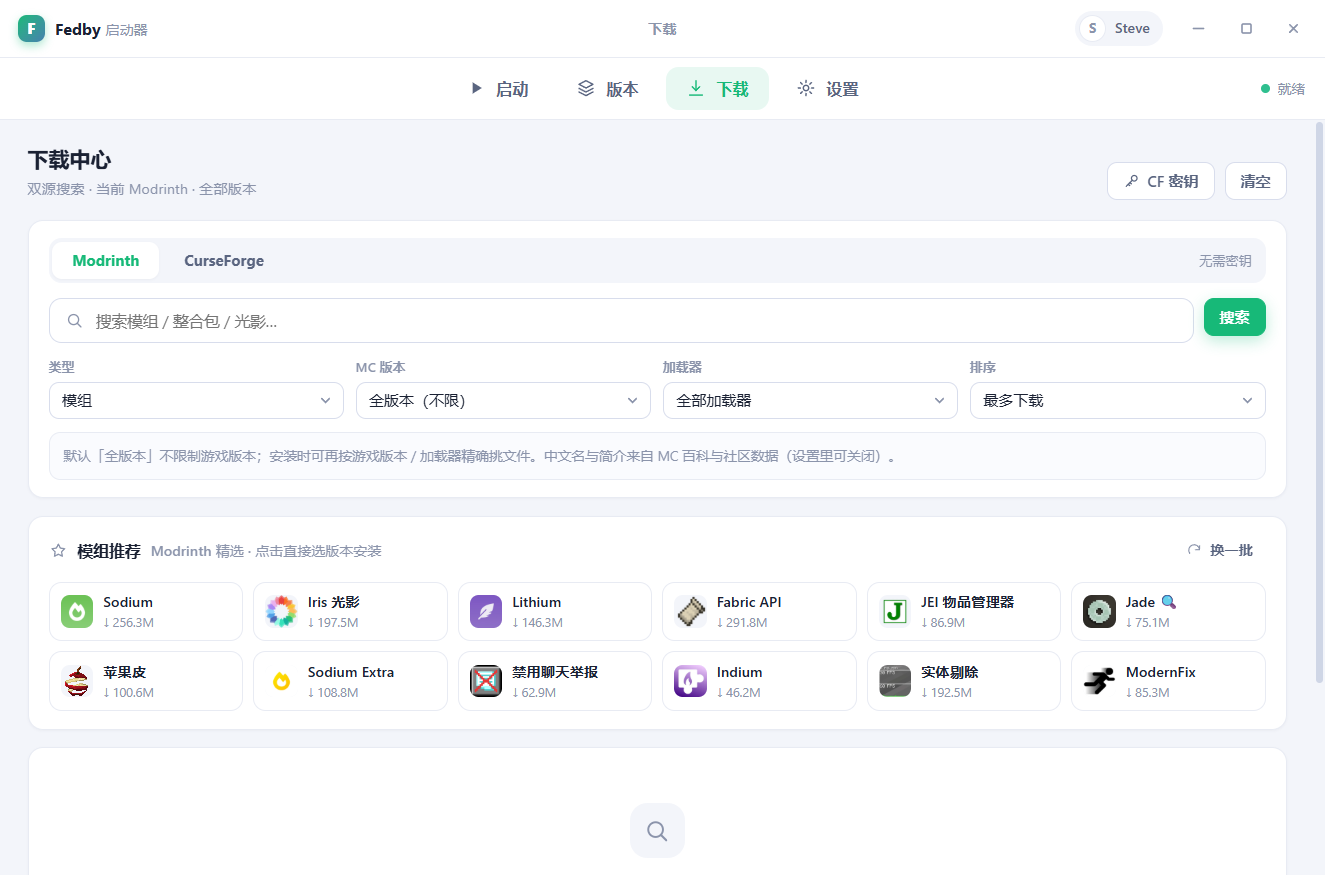 F Fedby 启动器 下载 S Steve
启动 版本 下载 设置 就绪
下载中心
双源搜索 · 当前 Modrinth · 全部版本
CF 密钥 清空
Modrinth CurseForge 无需密钥
搜索模组 / 整合包 / 光影... 搜索
类型 MC 版本 加载器 排序
模组 全版本（不限） 全部加载器 最多下载
默认「全版本」不限制游戏版本；安装时可再按游戏版本 / 加载器精确挑文件。中文名与简介来自 MC 百科与社区数据（设置里可关闭）。
模组推荐 Modrinth 精选 · 点击直接选版本安装 换一批
Sodium Iris 光影 Lithium Fabric API JEI 物品管理器 Jade 🔍
↓ 256.3M ↓ 197.5M ↓ 146.3M ↓ 291.8M ↓ 86.9M ↓ 75.1M
苹果皮 Sodium Extra 禁用聊天举报 Indium 实体剔除 ModernFix
↓ 100.6M ↓ 108.8M ↓ 62.9M ↓ 46.2M ↓ 192.5M ↓ 85.3M